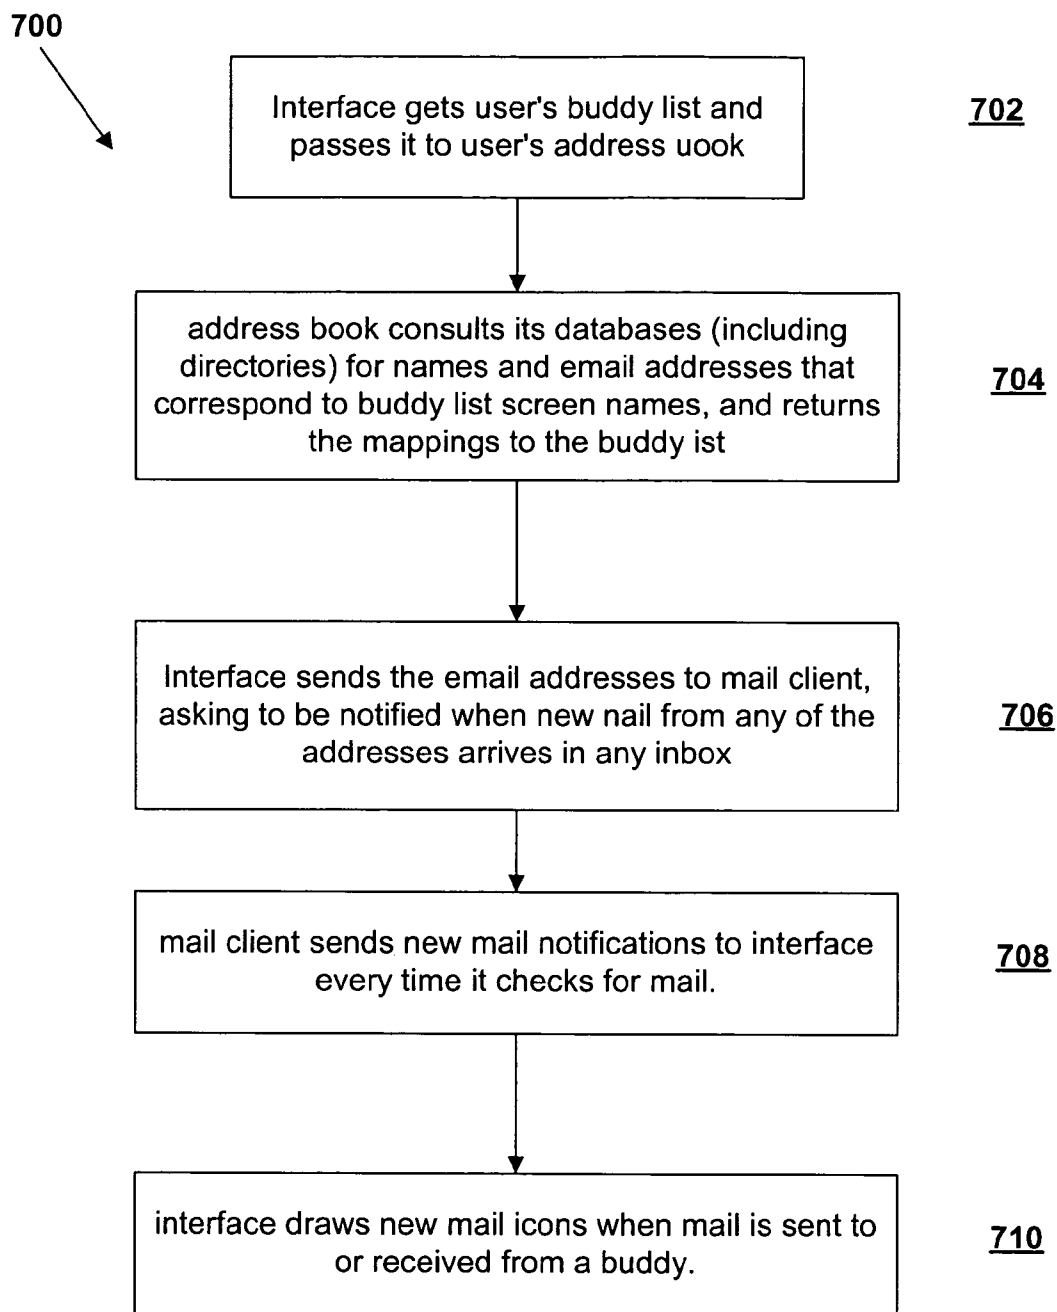 700
Interface gets user's buddy list and
passes it to user's address uook
702
address book consults its databases (including
directories) for names and email addresses that
correspond to buddy list screen names, and returns
the mappings to the buddy ist
704
Interface sends the email addresses to mail client,
asking to be notified when new nail from any of the
addresses arrives in any inbox
706
mail client sends new mail notifications to interface
every time it checks for mail.
708
interface draws new mail icons when mail is sent to
or received from a buddy.
710